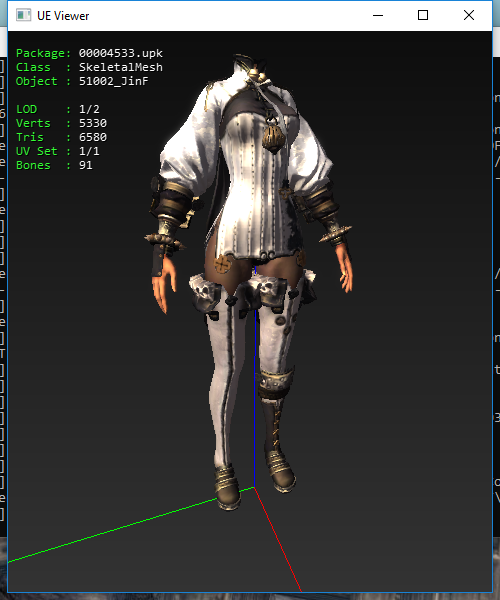 UE Viewer
Package: 00004533.upk
Class : SkeletalMesh
Object : 51002_JinF
LOD : 1/2
Verts : 5330
Tris : 6580
UV Set : 1/1
Bones : 91